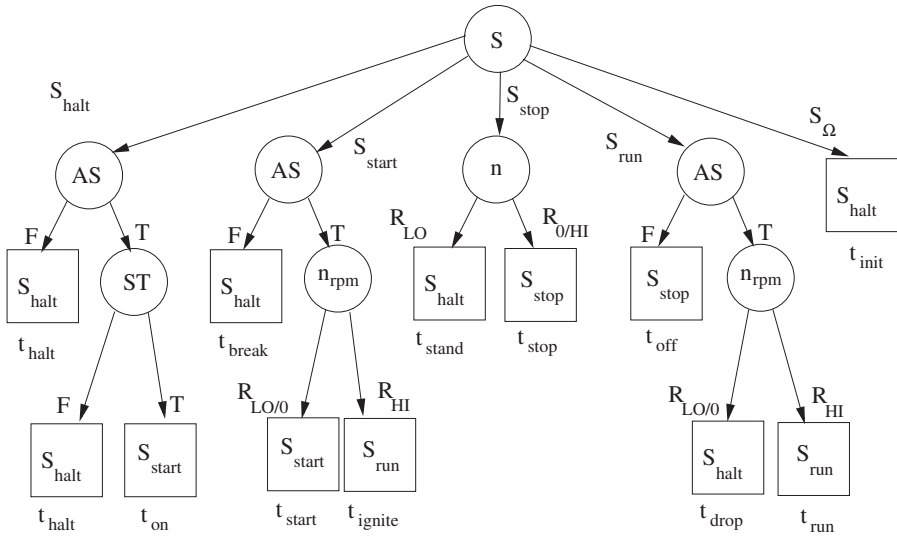 S
S_halt
S_start
S_stop
S_run
S_Ω
AS
AS
n
AS
S_halt
t_init
F
T
F
T
R_LO
R_0/HI
F
T
S_halt
ST
S_halt
n_rpm
S_halt
S_stop
S_stop
n_rpm
t_halt
t_break
t_stand
t_stop
t_off
F
T
R_LO/0
R_HI
R_LO/0
R_HI
S_halt
S_start
S_start
S_run
S_halt
S_run
t_halt
t_on
t_start
t_ignite
t_drop
t_run